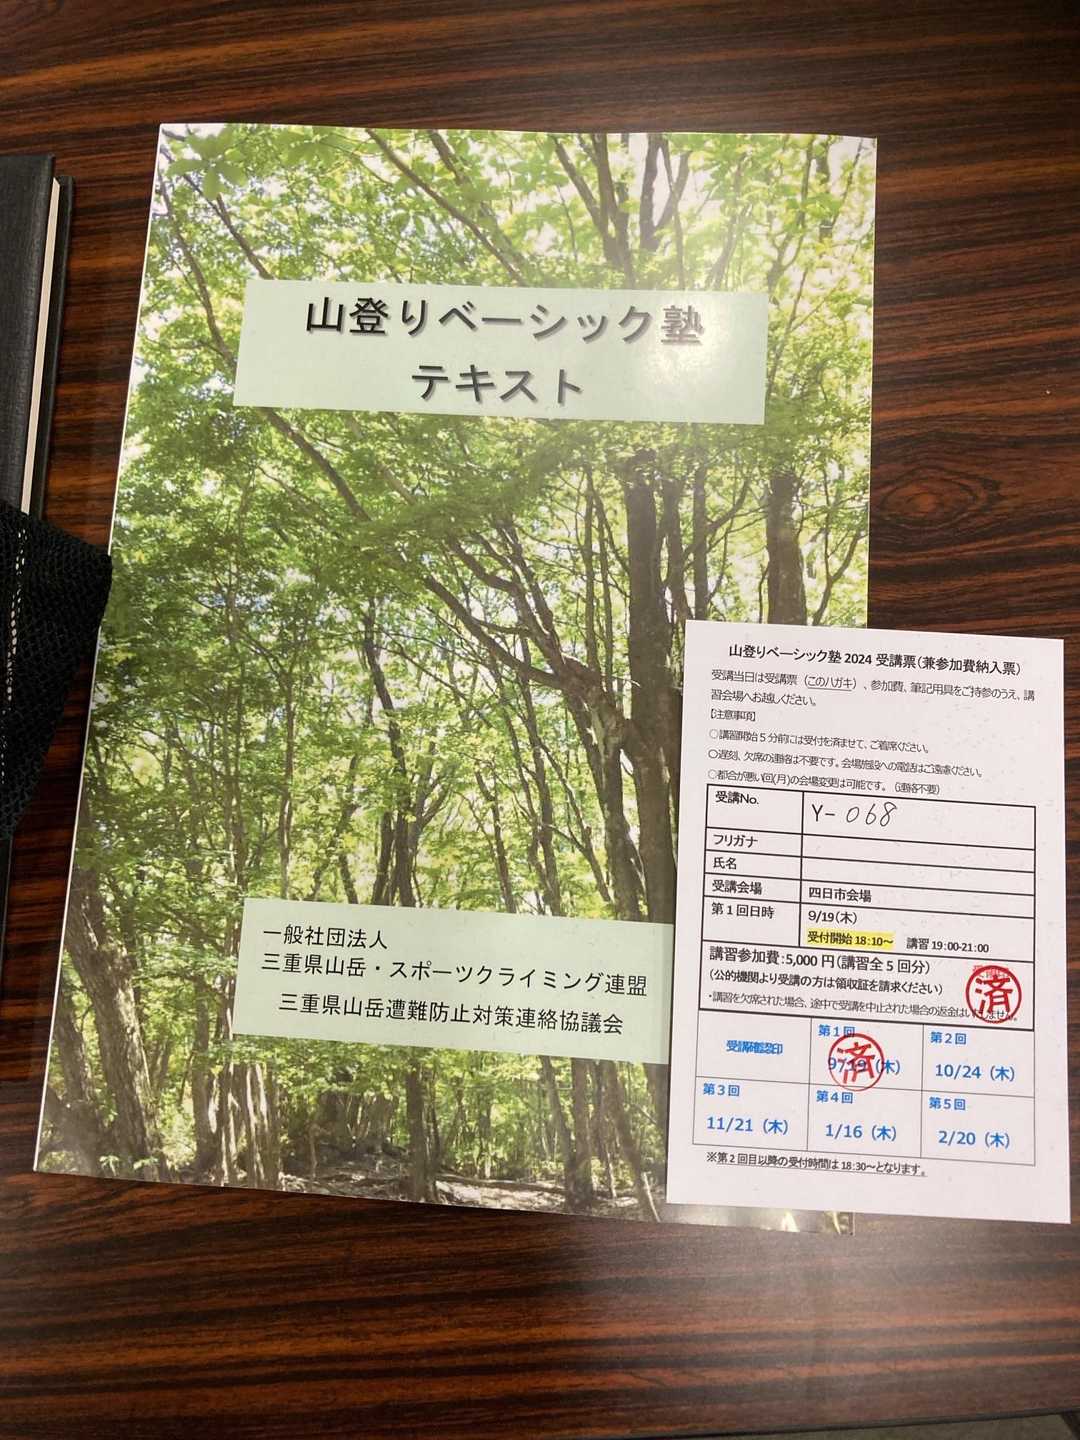 山登りベーシック塾
テキスト
一般社団法人
三重県山岳・スポーツクライミング連盟
三重県山岳遭難防止対策連絡協議会
山登りベーシック塾 2024 受講票（兼参加費納入票）
受講当日は受講票（このハガキ）、参加費、筆記用具をご持参のうえ、講
習会場へお越しください。
【注意事項】
○講習開始５分前には受付を済ませて、ご着席ください。
○遅刻、欠席の連絡は不要です。会場施設への電話はご遠慮ください。
○都合が悪い回(月)の会場変更は可能です。（連絡不要）
受講No. Y-068
フリガナ
氏名
受講会場 四日市会場
第１回日時 9/19（木）
受付開始 18:10～ 講習 19:00-21:00
講習参加費：5,000 円（講習全５回分）
（公的機関より受講の方は領収証を請求ください）
・講習を欠席された場合、途中で受講を中止された場合の返金はいたしません。
済
受講確認印 第１回 第２回
9/19（木） 10/24（木）
済
第３回 第４回 第５回
11/21（木） 1/16（木） 2/20（木）
※第２回目以降の受付時間は 18:30～となります。